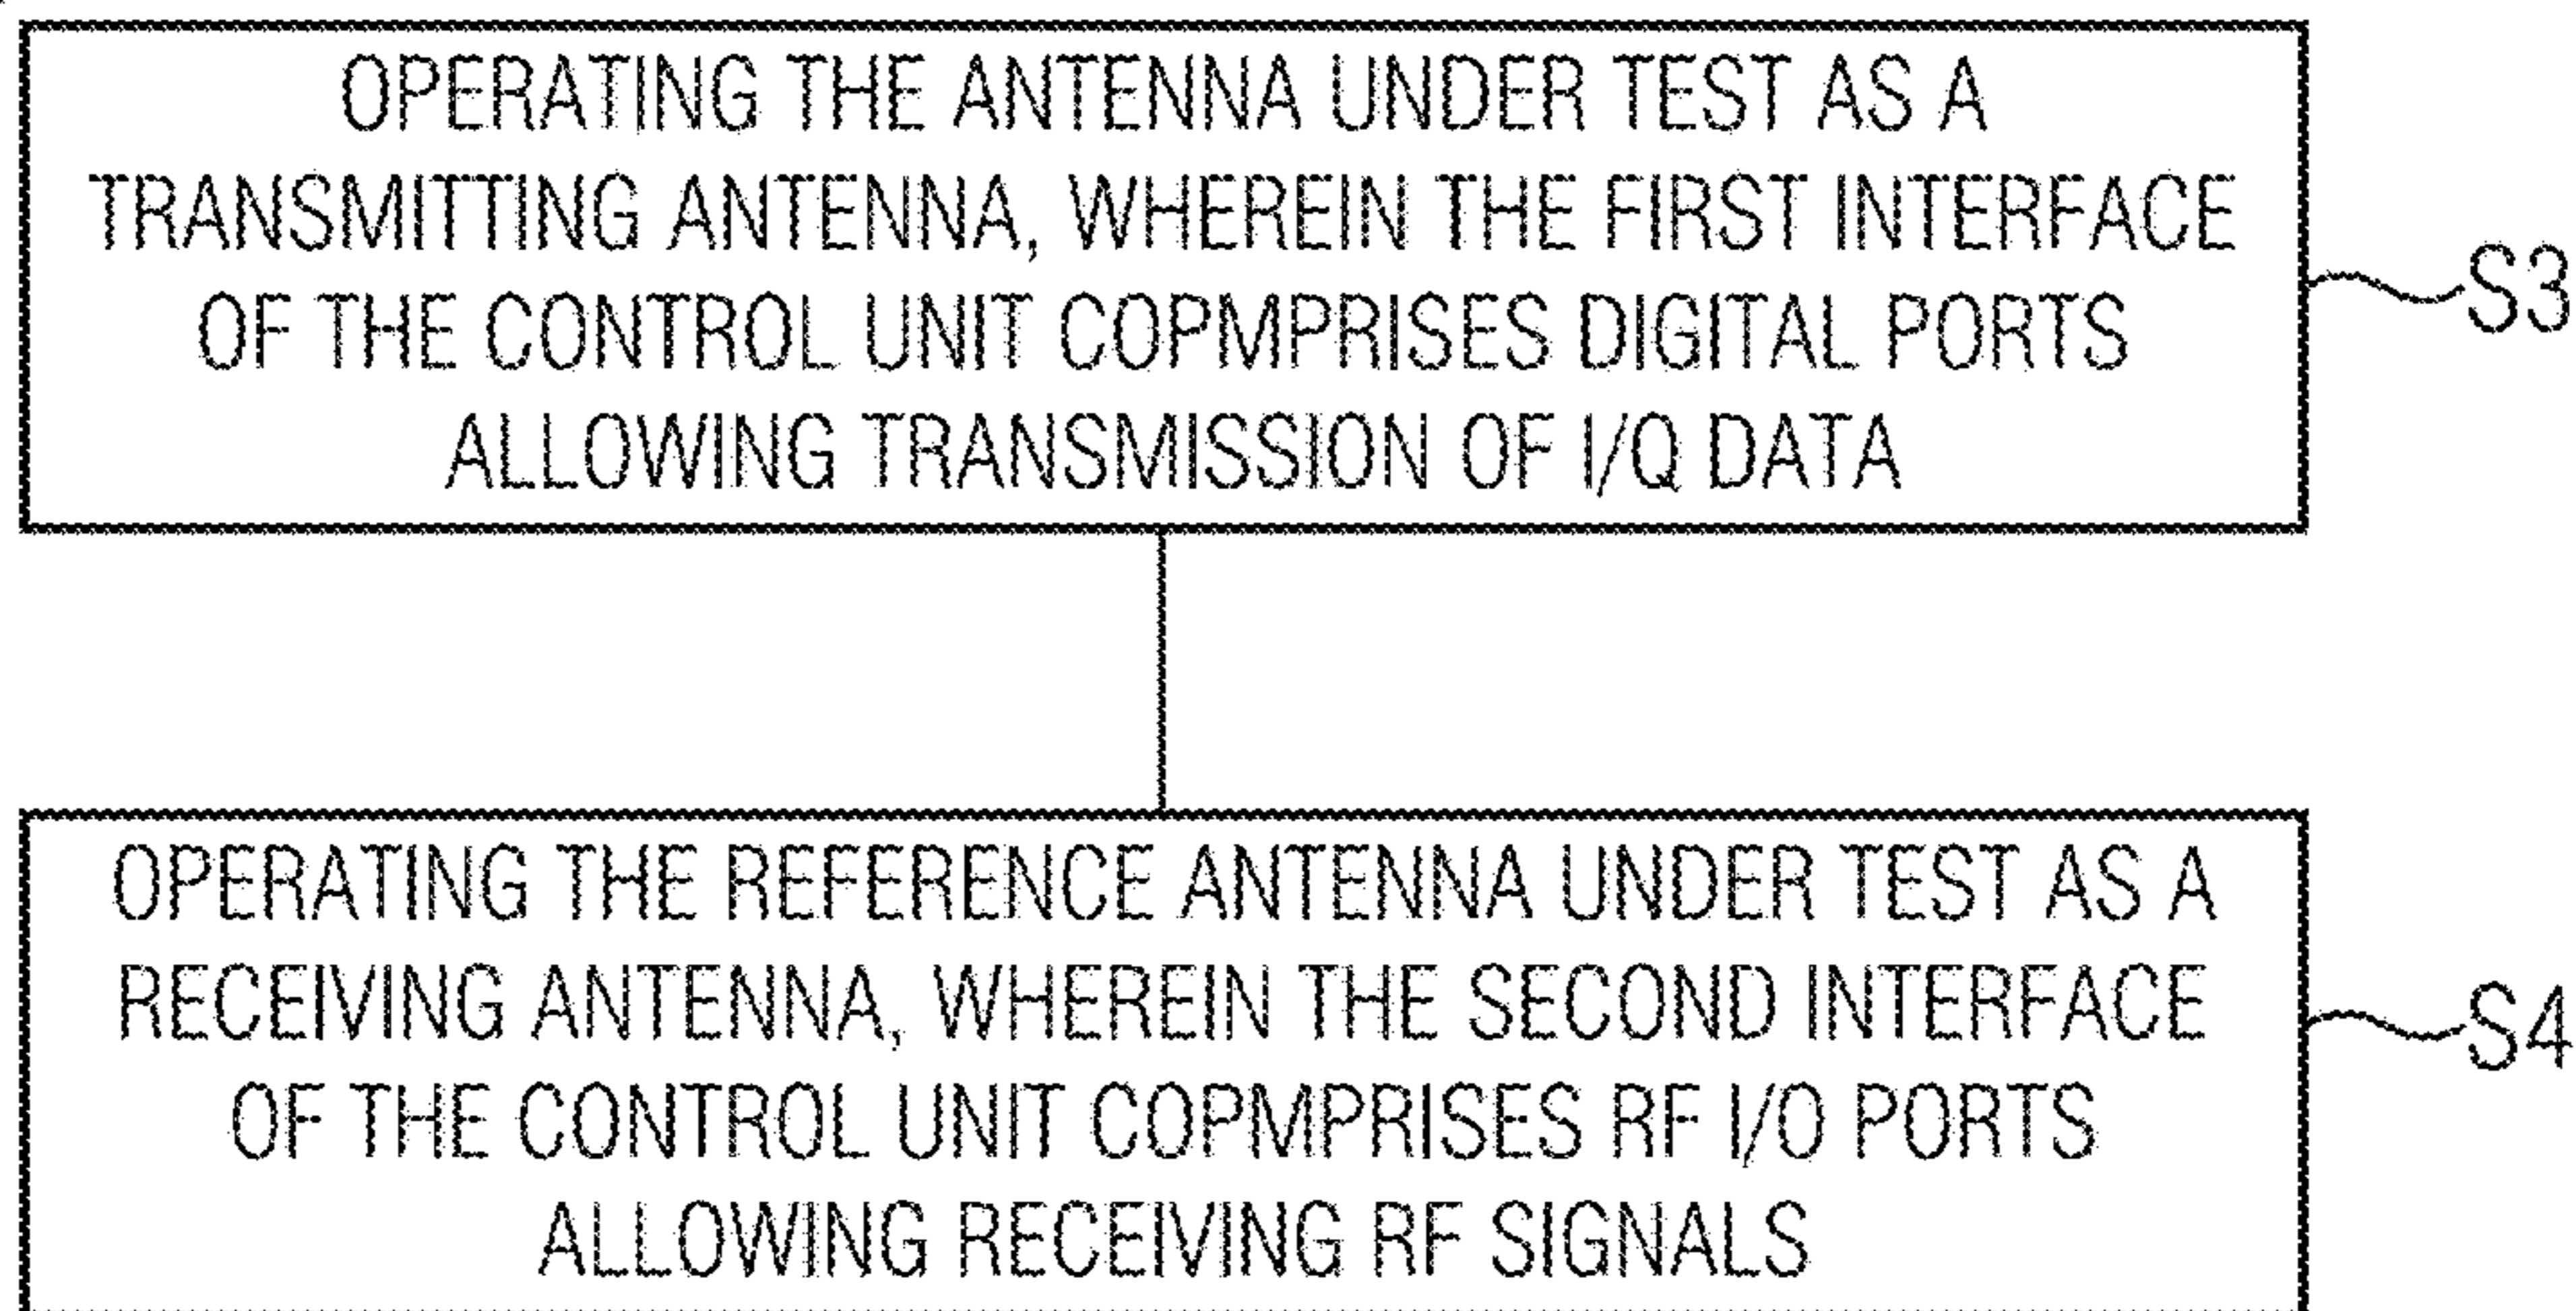 OPERATING THE ANTENNA UNDER TEST AS A
TRANSMITTING ANTENNA, WHEREIN THE FIRST INTERFACE
OF THE CONTROL UNIT COPMPRISES DIGITAL PORTS
ALLOWING TRANSMISSION OF I/Q DATA
S3
OPERATING THE REFERENCE ANTENNA UNDER TEST AS A
RECEIVING ANTENNA, WHEREIN THE SECOND INTERFACE
OF THE CONTROL UNIT COPMPRISES RF I/O PORTS
ALLOWING RECEIVING RF SIGNALS
S4